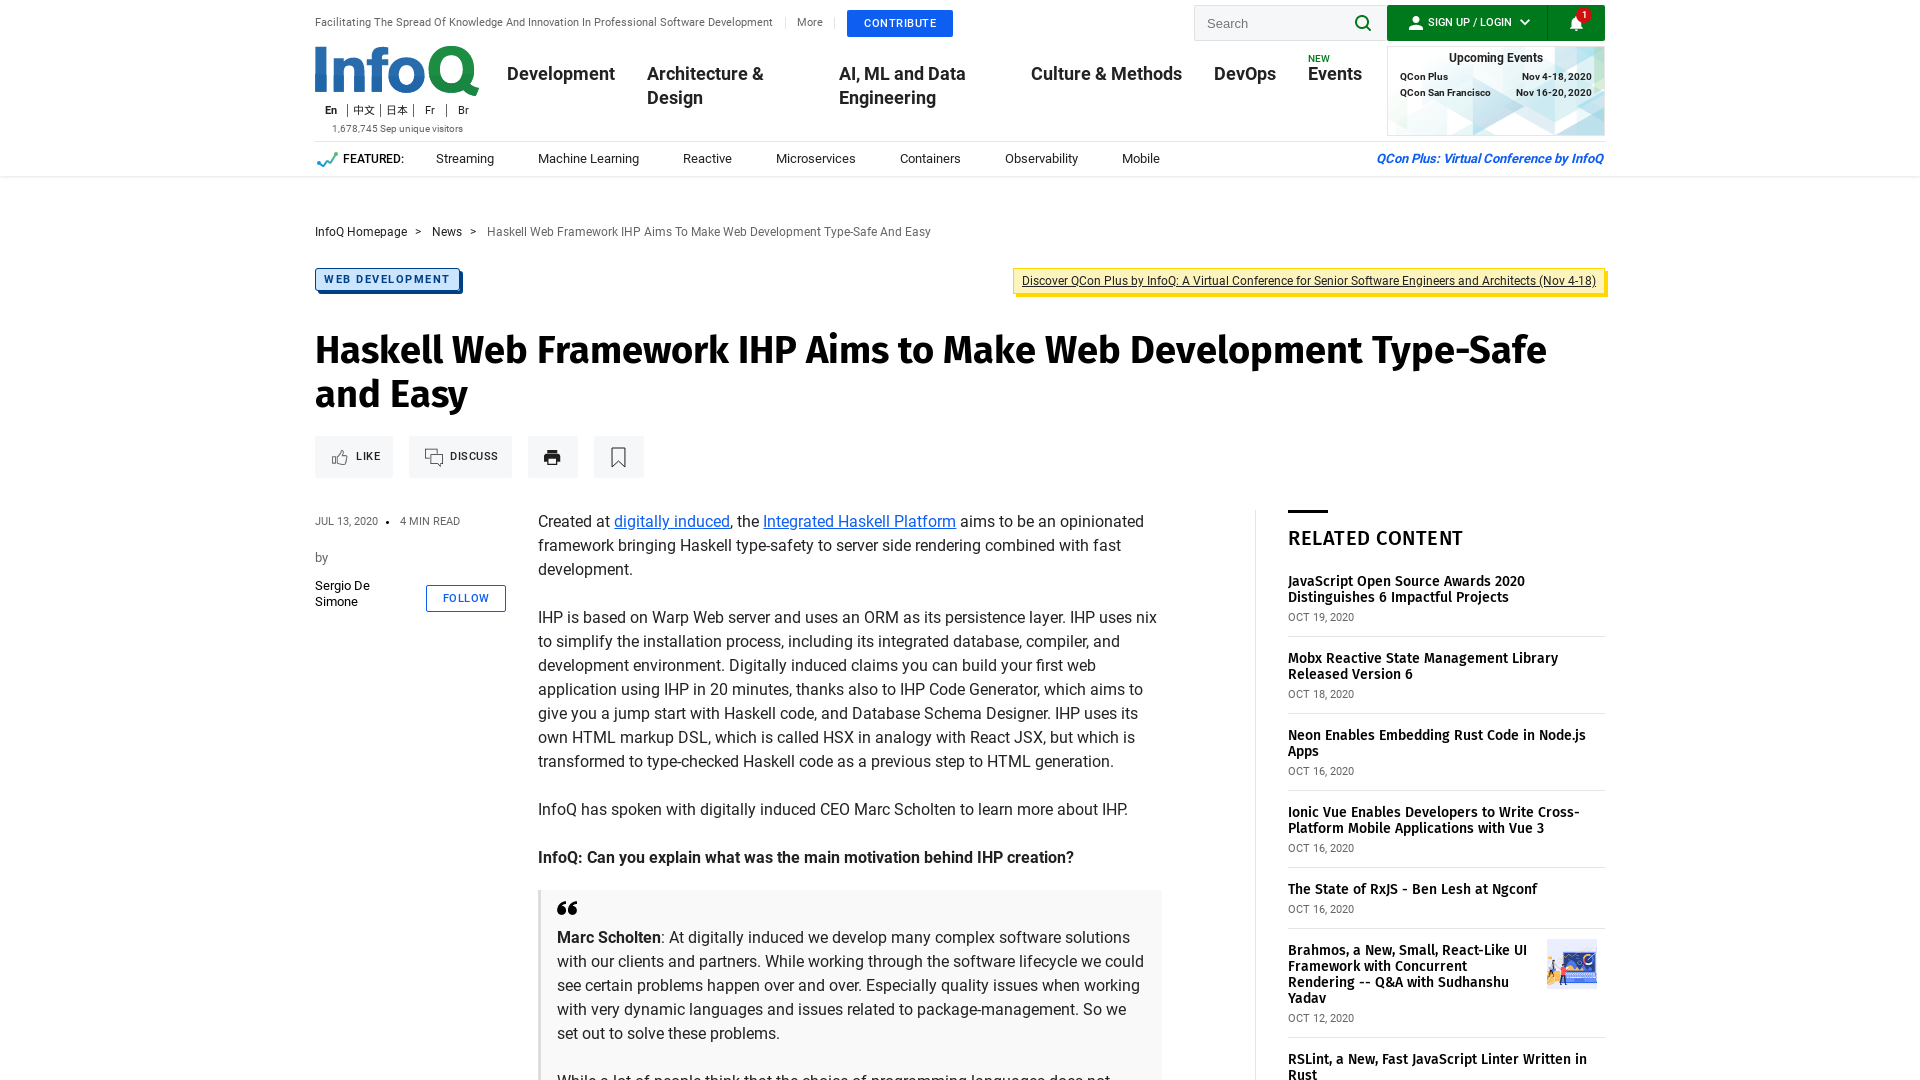 Facilitating The Spread Of Knowledge And Innovation In Professional Software Development
More
CONTRIBUTE
Search
SIGN UP / LOGIN
1
InfoQ
En
中文
日本
Fr
Br
1,678,745 Sep unique visitors
Development
Architecture &
Design
AI, ML and Data
Engineering
Culture & Methods
DevOps
NEW
Events
Upcoming Events
QCon Plus Nov 4-18, 2020
QCon San Francisco Nov 16-20, 2020
FEATURED:
Streaming
Machine Learning
Reactive
Microservices
Containers
Observability
Mobile
QCon Plus: Virtual Conference by InfoQ
InfoQ Homepage > News > Haskell Web Framework IHP Aims To Make Web Development Type-Safe And Easy
WEB DEVELOPMENT
Discover QCon Plus by InfoQ: A Virtual Conference for Senior Software Engineers and Architects (Nov 4-18)
Haskell Web Framework IHP Aims to Make Web Development Type-Safe
and Easy
LIKE
DISCUSS
JUL 13, 2020 • 4 MIN READ
by
Sergio De
Simone
FOLLOW
Created at digitally induced, the Integrated Haskell Platform aims to be an opinionated
framework bringing Haskell type-safety to server side rendering combined with fast
development.
IHP is based on Warp Web server and uses an ORM as its persistence layer. IHP uses nix
to simplify the installation process, including its integrated database, compiler, and
development environment. Digitally induced claims you can build your first web
application using IHP in 20 minutes, thanks also to IHP Code Generator, which aims to
give you a jump start with Haskell code, and Database Schema Designer. IHP uses its
own HTML markup DSL, which is called HSX in analogy with React JSX, but which is
transformed to type-checked Haskell code as a previous step to HTML generation.
InfoQ has spoken with digitally induced CEO Marc Scholten to learn more about IHP.
InfoQ: Can you explain what was the main motivation behind IHP creation?
Marc Scholten: At digitally induced we develop many complex software solutions
with our clients and partners. While working through the software lifecycle we could
see certain problems happen over and over. Especially quality issues when working
with very dynamic languages and issues related to package-management. So we
set out to solve these problems.
While a lot of people think that the choice of programming languages does not
RELATED CONTENT
JavaScript Open Source Awards 2020
Distinguishes 6 Impactful Projects
OCT 19, 2020
Mobx Reactive State Management Library
Released Version 6
OCT 18, 2020
Neon Enables Embedding Rust Code in Node.js
Apps
OCT 16, 2020
Ionic Vue Enables Developers to Write Cross-
Platform Mobile Applications with Vue 3
OCT 16, 2020
The State of RxJS - Ben Lesh at Ngconf
OCT 16, 2020
Brahmos, a New, Small, React-Like UI
Framework with Concurrent
Rendering -- Q&A with Sudhanshu
Yadav
OCT 12, 2020
RSLint, a New, Fast JavaScript Linter Written in
Rust